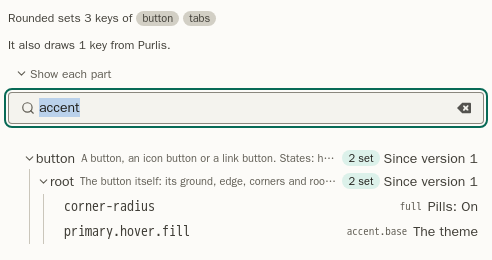 Rounded sets 3 keys of button tabs
It also draws 1 key from Purlis.
Show each part
accent
button A button, an icon button or a link button. States: h··· 2 set Since version 1
root The button itself: its ground, edge, corners and roo··· 2 set Since version 1
corner-radius full Pills: On
primary.hover.fill accent.base The theme